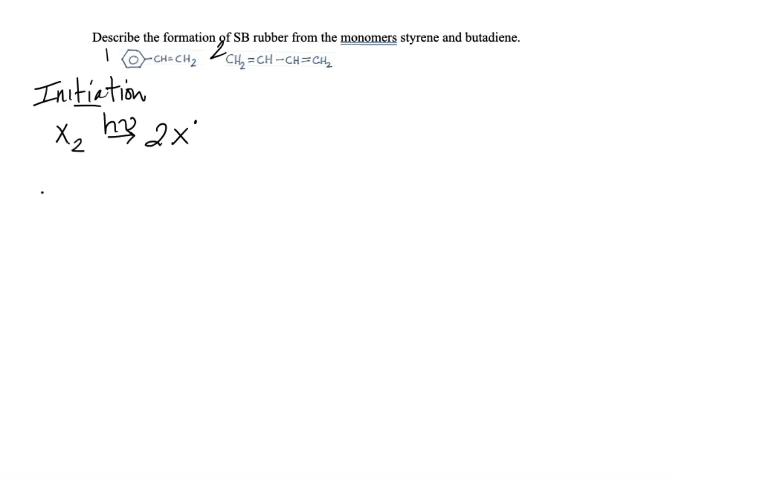 Describe the formation of SB rubber from the monomers styrene and butadiene.
1 -CH=CH₂ 2 CH₂=CH-CH=CH₂
Initiation
X₂ hν→ 2X·